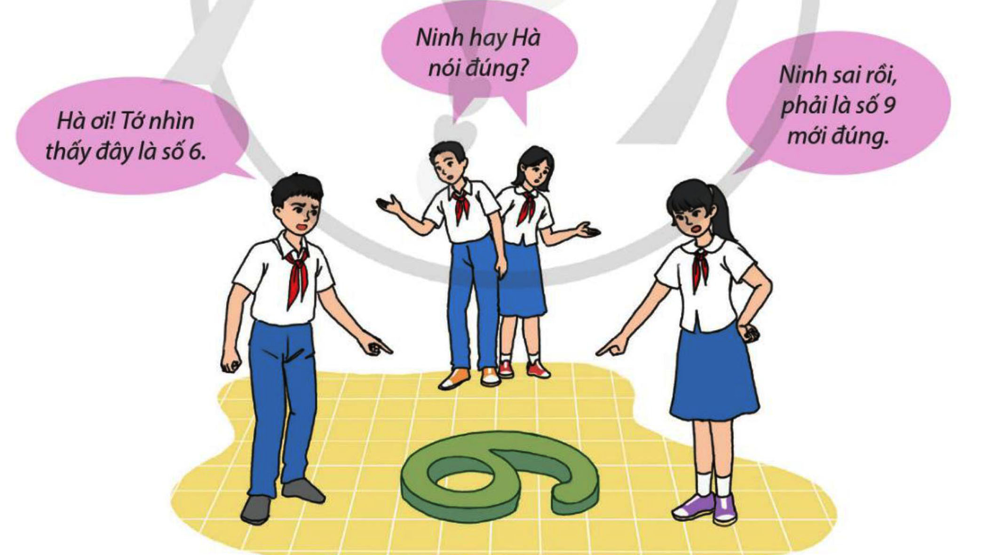 Hà ơi! Tớ nhìn
thấy đây là số 6.
Ninh hay Hà
nói đúng?
Ninh sai rồi,
phải là số 9
mới đúng.